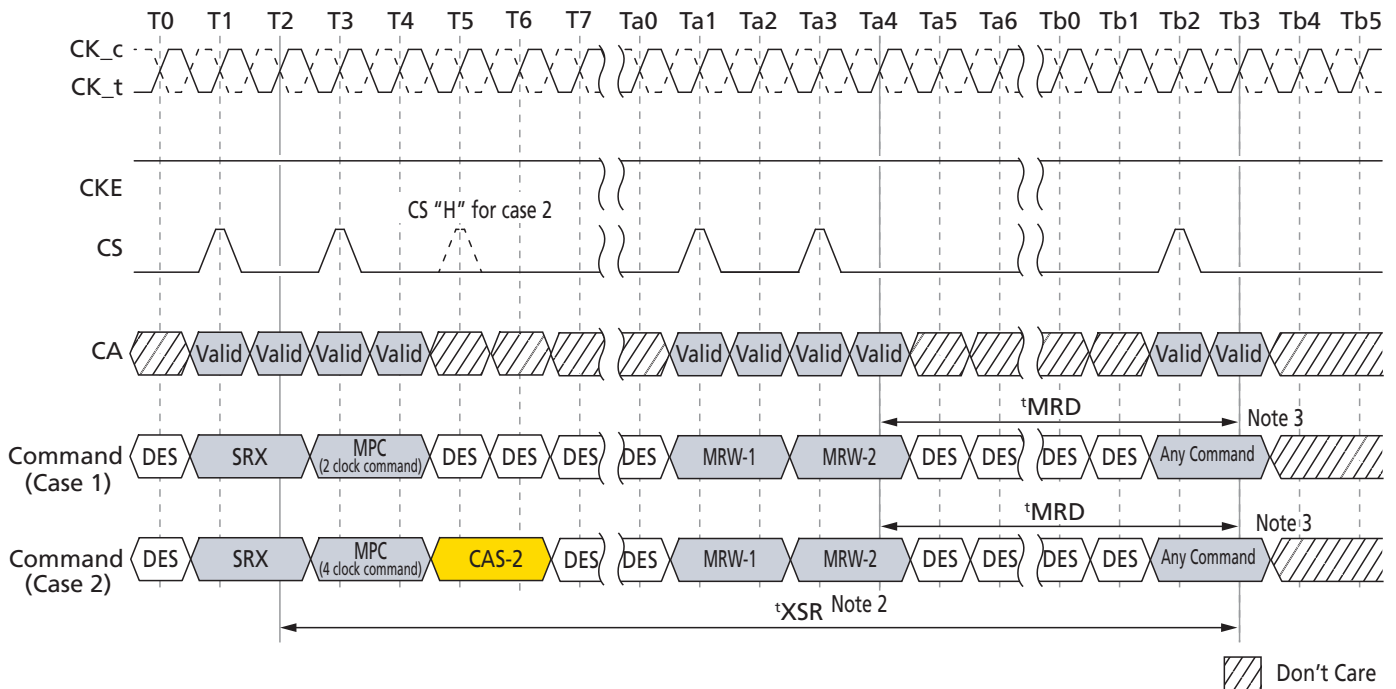 T0 T1 T2 T3 T4 T5 T6 T7 Ta0 Ta1 Ta2 Ta3 Ta4 Ta5 Ta6 Tb0 Tb1 Tb2 Tb3 Tb4 Tb5
CK_c
CK_t
CKE
CS "H" for case 2
CS
CA Valid Valid Valid Valid Valid Valid Valid Valid Valid Valid
tMRD Note 3
Command (Case 1) DES SRX MPC (2 clock command) DES DES DES DES MRW-1 MRW-2 DES DES DES DES Any Command
tMRD Note 3
Command (Case 2) DES SRX MPC (4 clock command) CAS-2 DES DES MRW-1 MRW-2 DES DES DES DES Any Command
tXSR Note 2
Don't Care